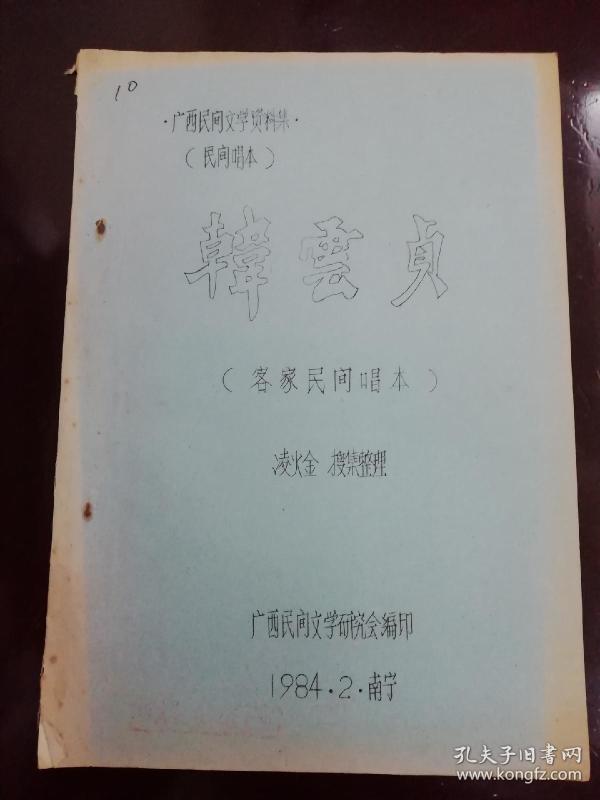 10
·广西民间文学资料集·
（民间唱本）
韓雲貞
（客家民间唱本）
凌火金 搜集整理
广西民间文学研究会编印
1984·2·南宁
孔夫子旧书网
www.kongfz.com